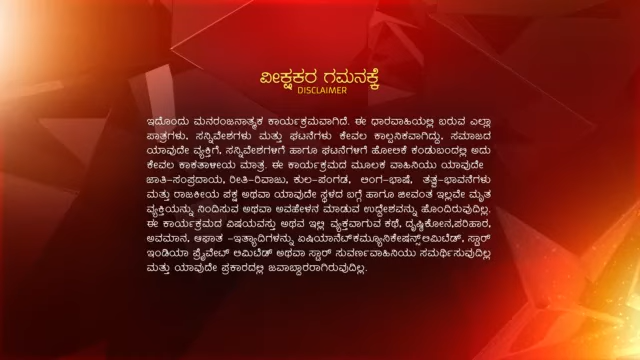 ವೀಕ್ಷಕರ ಗಮನಕ್ಕೆ
DISCLAIMER
ಇದೊಂದು ಮನರಂಜನಾತ್ಮಕ ಕಾರ್ಯಕ್ರಮವಾಗಿದೆ. ಈ ಧಾರವಾಹಿಯಲ್ಲಿ ಬರುವ ಎಲ್ಲಾ
ಪಾತ್ರಗಳು, ಸನ್ನಿವೇಶಗಳು ಮತ್ತು ಘಟನೆಗಳು ಕೇವಲ ಕಾಲ್ಪನಿಕವಾಗಿದ್ದು, ಸಮಾಜದ
ಯಾವುದೇ ವ್ಯಕ್ತಿಗೆ, ಸನ್ನಿವೇಶಗಳಿಗೆ ಹಾಗೂ ಘಟನೆಗಳಿಗೆ ಹೋಲಿಕೆ ಕಂಡುಬಂದಲ್ಲಿ ಅದು
ಕೇವಲ ಕಾಕತಾಳೀಯ ಮಾತ್ರ. ಈ ಕಾರ್ಯಕ್ರಮದ ಮೂಲಕ ವಾಹಿನಿಯು ಯಾವುದೇ
ಜಾತಿ-ಸಂಪ್ರದಾಯ, ರೀತಿ-ರಿವಾಜು, ಕುಲ-ಪಂಗಡ, ಲಿಂಗ-ಭಾಷೆ, ತತ್ವ-ಭಾವನೆಗಳು
ಮತ್ತು ರಾಜಕೀಯ ಪಕ್ಷ ಅಥವಾ ಯಾವುದೇ ಸ್ಥಳದ ಬಗ್ಗೆ ಹಾಗೂ ಜೀವಂತ ಇಲ್ಲವೇ ಮೃತ
ವ್ಯಕ್ತಿಯನ್ನು ನಿಂದಿಸುವ ಅಥವಾ ಅವಹೇಳನ ಮಾಡುವ ಉದ್ದೇಶವನ್ನು ಹೊಂದಿರುವುದಿಲ್ಲ.
ಈ ಕಾರ್ಯಕ್ರಮದ ವಿಷಯವಸ್ತು ಅಥವ ಇಲ್ಲಿ ವ್ಯಕ್ತವಾಗುವ ಕಥೆ, ದೃಷ್ಟಿಕೋನ,ಪರಿಹಾರ,
ಅವಮಾನ, ಆಘಾತ -ಇತ್ಯಾದಿಗಳನ್ನು ಏಷಿಯಾನೆಟ್‌ಕಮ್ಯೂನಿಕೇಷನ್ಸ್ ಲಿಮಿಟೆಡ್, ಸ್ಟಾರ್
ಇಂಡಿಯಾ ಪ್ರೈವೇಟ್ ಲಿಮಿಟೆಡ್ ಅಥವಾ ಸ್ಟಾರ್ ಸುವರ್ಣವಾಹಿನಿಯು ಸಮರ್ಥಿಸುವುದಿಲ್ಲ
ಮತ್ತು ಯಾವುದೇ ಪ್ರಕಾರದಲ್ಲಿ ಜವಾಬ್ದಾರರಾಗಿರುವುದಿಲ್ಲ.